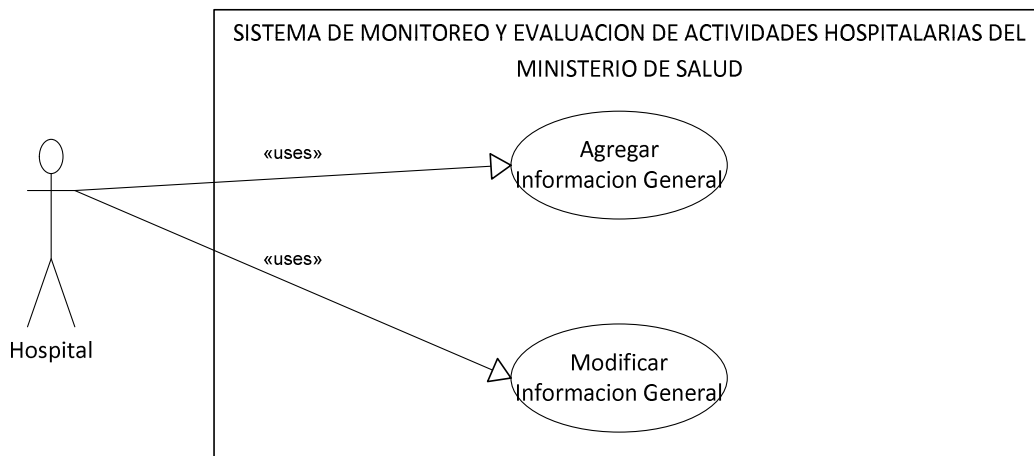 SISTEMA DE MONITOREO Y EVALUACION DE ACTIVIDADES HOSPITALARIAS DEL
MINISTERIO DE SALUD
«uses»
Agregar
Informacion General
«uses»
Hospital
Modificar
Informacion General